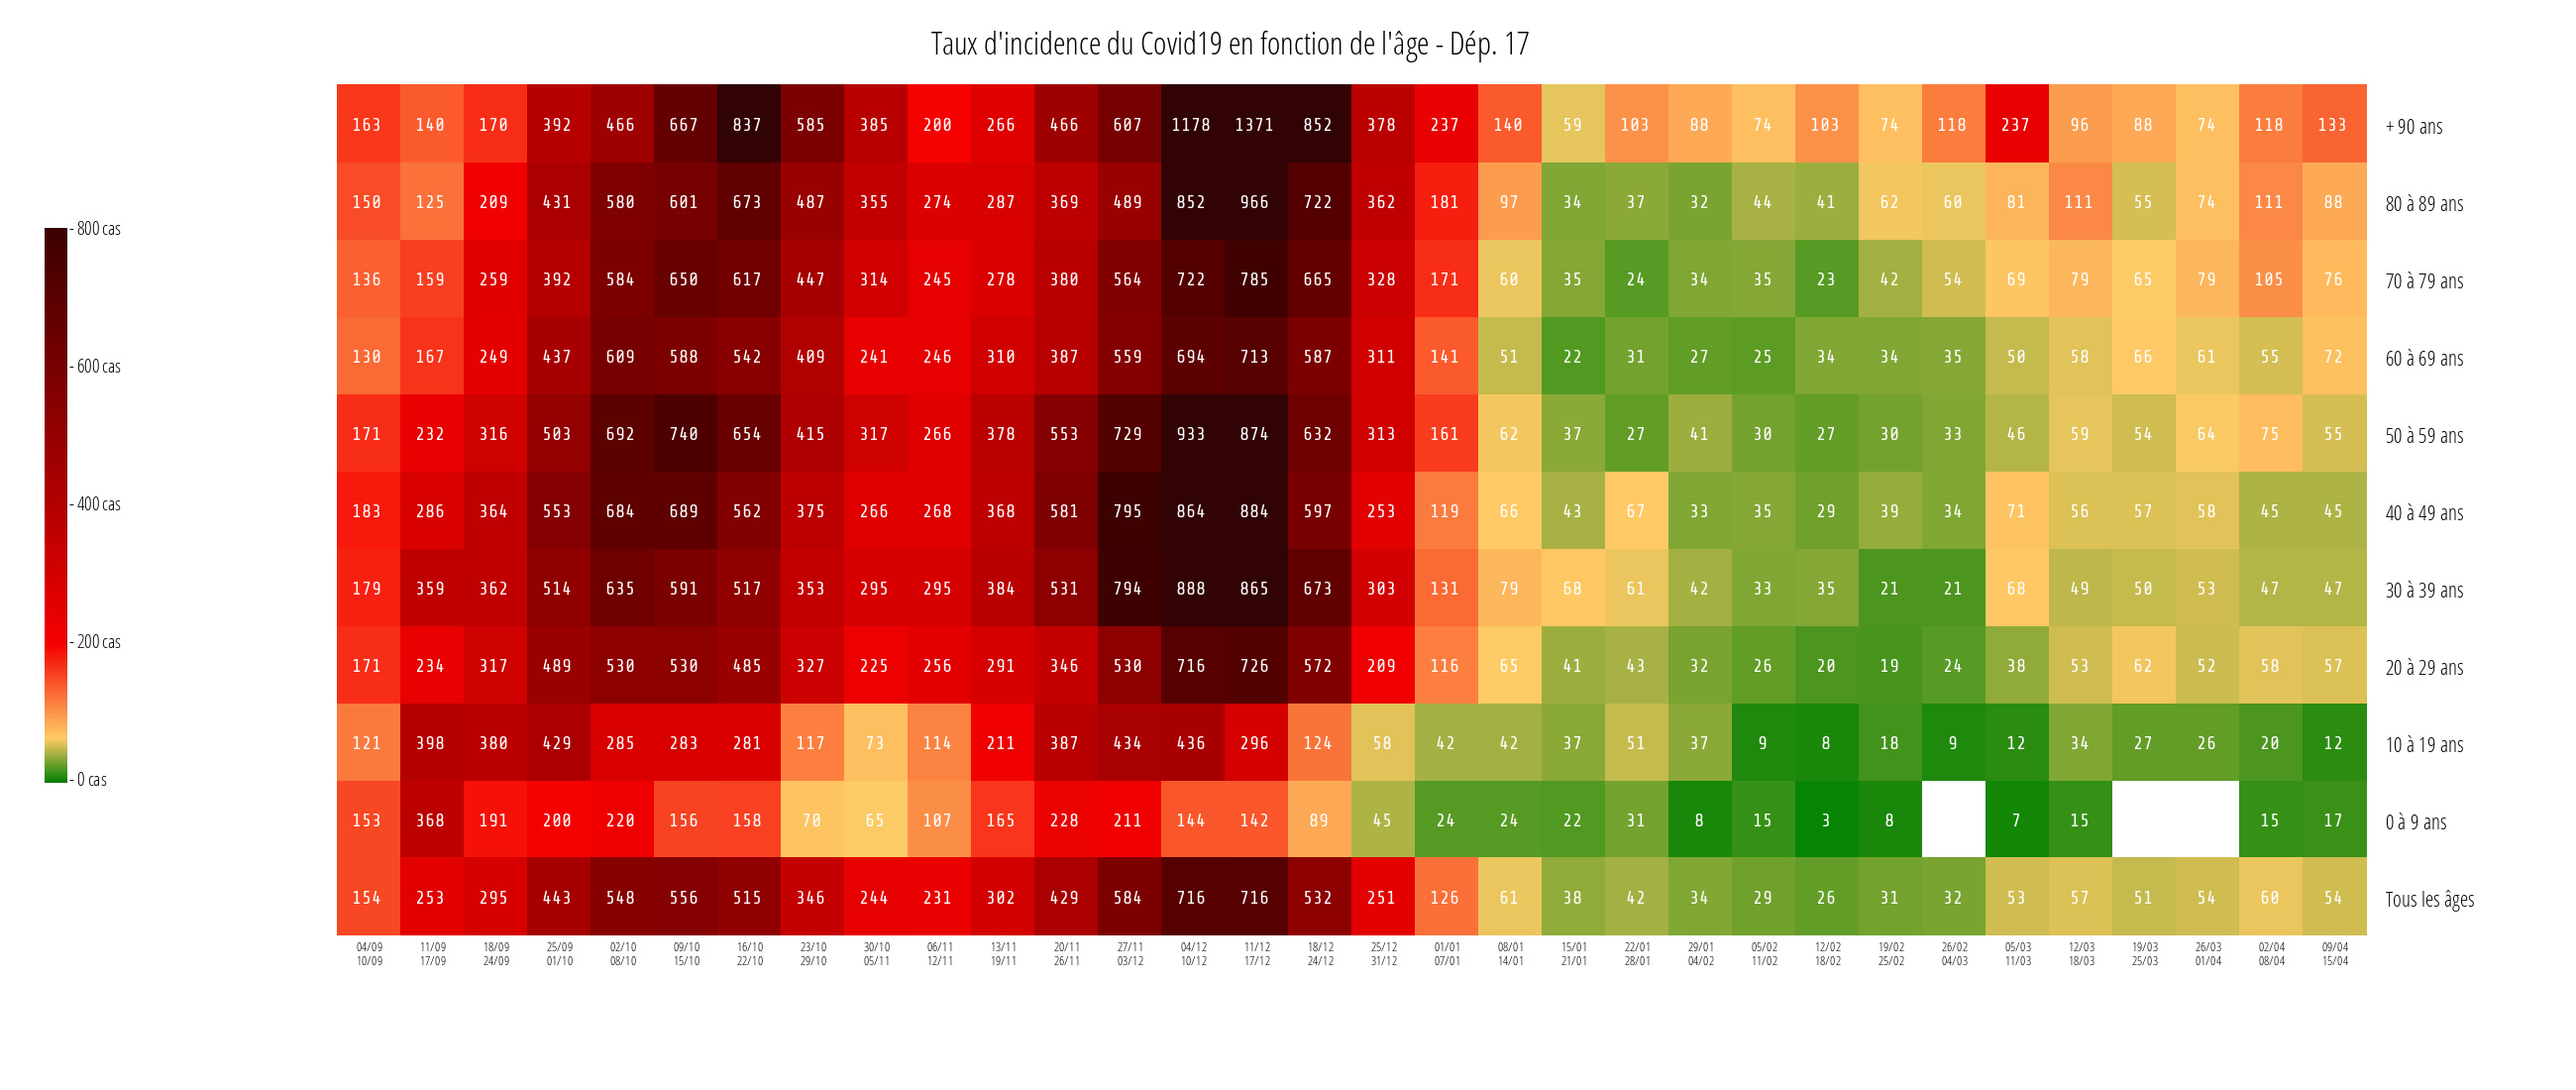 Taux d'incidence du Covid19 en fonction de l'âge - Dép. 17
- 800 cas
- 600 cas
- 400 cas
- 200 cas
- 0 cas
163 140 170 392 466 667 837 585 385 200 266 466 607 1178 1371 852 378 237 140 59 103 88 74 103 74 118 237 96 88 74 118 133 + 90 ans
150 125 209 431 580 601 673 487 355 274 287 369 489 852 966 722 362 181 97 34 37 32 44 41 62 60 81 111 55 74 111 88 80 à 89 ans
136 159 259 392 584 650 617 447 314 245 278 380 564 722 785 665 328 171 60 35 24 34 35 23 42 54 69 79 65 79 105 76 70 à 79 ans
130 167 249 437 609 588 542 409 241 246 310 387 559 694 713 587 311 141 51 22 31 27 25 34 34 35 50 58 66 61 55 72 60 à 69 ans
171 232 316 503 692 740 654 415 317 266 378 553 729 933 874 632 313 161 62 37 27 41 30 27 30 33 46 59 54 64 75 55 50 à 59 ans
183 286 364 553 684 689 562 375 266 268 368 581 795 864 884 597 253 119 66 43 67 33 35 29 39 34 71 56 57 58 45 45 40 à 49 ans
179 359 362 514 635 591 517 353 295 295 384 531 794 888 865 673 303 131 79 68 61 42 33 35 21 21 68 49 50 53 47 47 30 à 39 ans
171 234 317 489 530 530 485 327 225 256 291 346 530 716 726 572 209 116 65 41 43 32 26 20 19 24 38 53 62 52 58 57 20 à 29 ans
121 398 380 429 285 283 281 117 73 114 211 387 434 436 296 124 58 42 42 37 51 37 9 8 18 9 12 34 27 26 20 12 10 à 19 ans
153 368 191 200 220 156 158 70 65 107 165 228 211 144 142 89 45 24 24 22 31 8 15 3 8 7 15 15 17 0 à 9 ans
154 253 295 443 548 556 515 346 244 231 302 429 584 716 716 532 251 126 61 38 42 34 29 26 31 32 53 57 51 54 60 54 Tous les âges
04/09 11/09 18/09 25/09 02/10 09/10 16/10 23/10 30/10 06/11 13/11 20/11 27/11 04/12 11/12 18/12 25/12 01/01 08/01 15/01 22/01 29/01 05/02 12/02 19/02 26/02 05/03 12/03 19/03 26/03 02/04 09/04
10/09 17/09 24/09 01/10 08/10 15/10 22/10 29/10 05/11 12/11 19/11 26/11 03/12 10/12 17/12 24/12 31/12 07/01 14/01 21/01 28/01 04/02 11/02 18/02 25/02 04/03 11/03 18/03 25/03 01/04 08/04 15/04